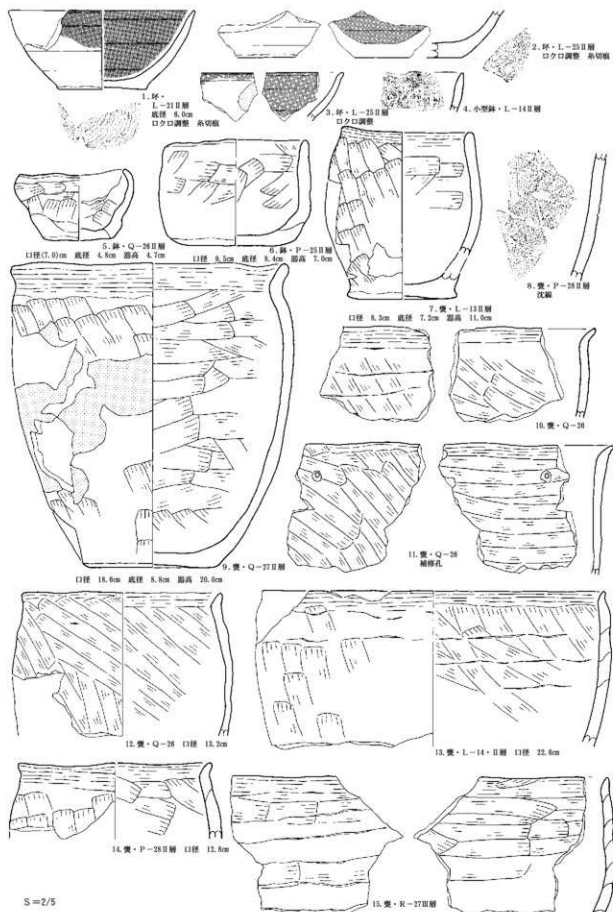 1.坏・
L-21Ⅱ層
底径 6.0cm
ロクロ調整 糸切痕
2.坏・L-25Ⅱ層
ロクロ調整 糸切痕
3.坏・L-25Ⅱ層
ロクロ調整
4.小型鉢・L-14Ⅱ層
5.鉢・Q-26Ⅱ層
口径(7.0)cm 底径 4.8cm 器高 4.7cm
6.鉢・P-25Ⅱ層
口径 9.5cm 底径 8.4cm 器高 7.0cm
7.甕・L-13Ⅱ層
口径 8.3cm 底径 7.2cm 器高 11.0cm
8.甕・P-28Ⅱ層
沈線
9.甕・Q-27Ⅱ層
口径 18.6cm 底径 8.8cm 器高 20.0cm
10.甕・Q-26
11.甕・Q-26
補修孔
12.甕・Q-26 口径 13.2cm
13.甕・L-14・Ⅱ層 口径 22.6cm
14.甕・P-28Ⅱ層 口径 12.8cm
15.甕・R-27Ⅲ層
S=2/5